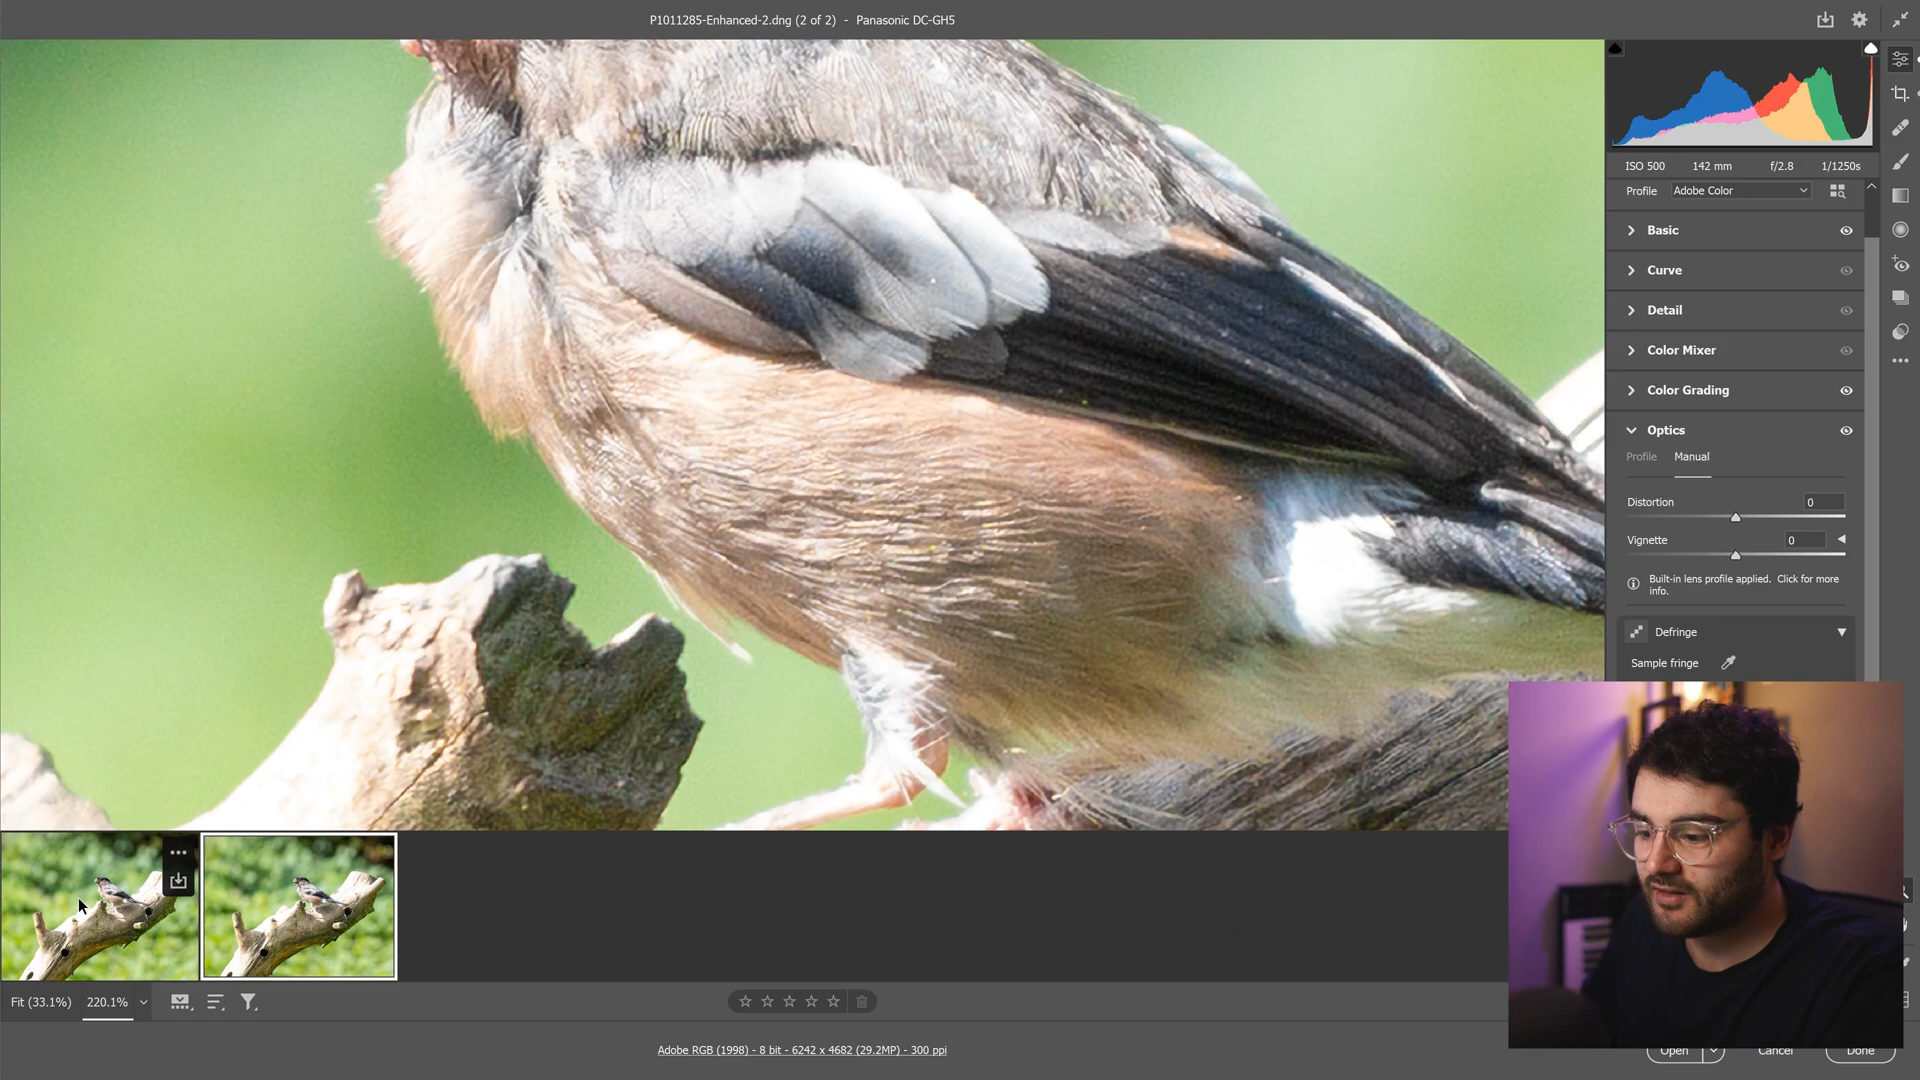 P1011285-Enhanced-2.dng (2 of 2) - Panasonic DC-GH5
ISO 500 142 mm f/2.8 1/1250s
Profile Adobe Color
Basic
Curve
Detail
Color Mixer
Color Grading
Optics
Profile Manual
Distortion 0
Vignette 0
Built-in lens profile applied. Click for more
info.
Defringe
Sample fringe
Fit (33.1%) 220.1%
Adobe RGB (1998) - 8 bit - 6242 x 4682 (29.2MP) - 300 ppi
Open Cancel Done